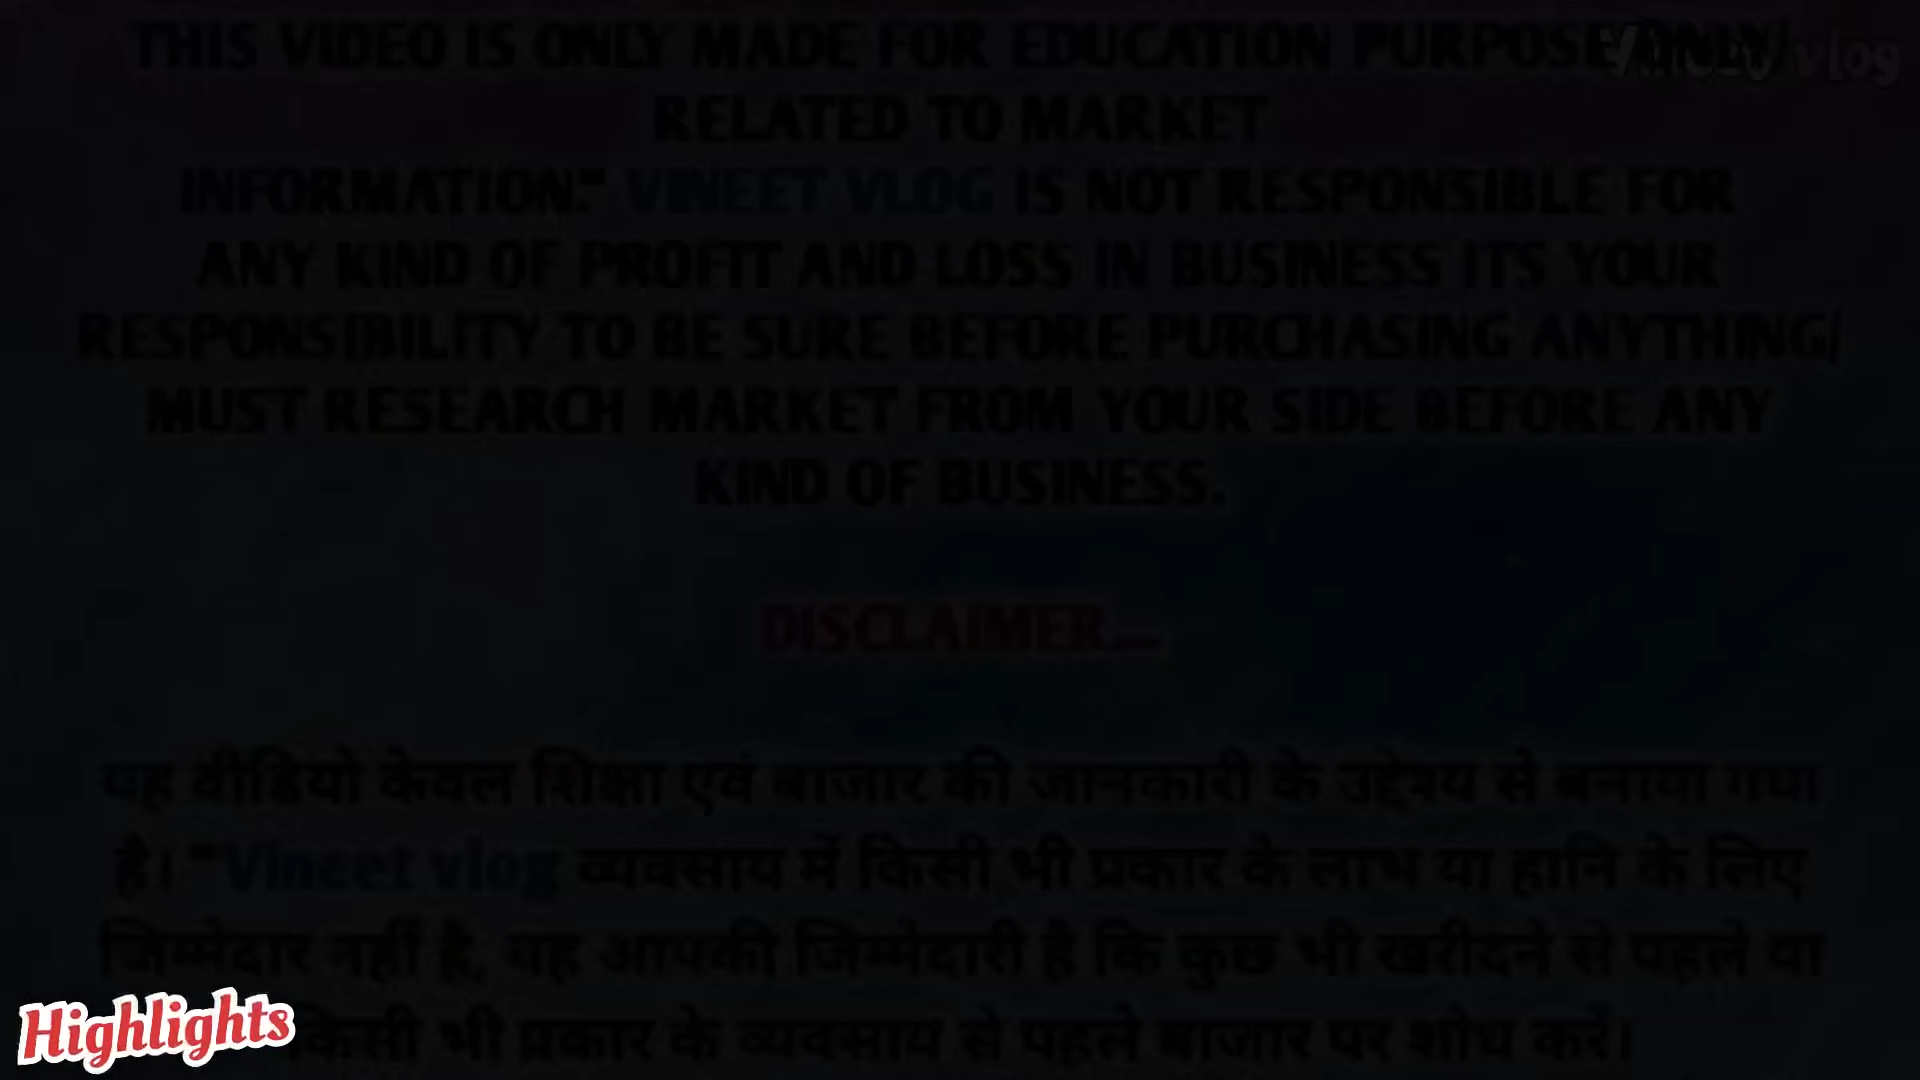 THIS VIDEO IS ONLY MADE FOR EDUCATION PURPOSE ONLY/
Vineet vlog
RELATED TO MARKET
INFORMATION." VINEET VLOG IS NOT RESPONSIBLE FOR
ANY KIND OF PROFIT AND LOSS IN BUSINESS ITS YOUR
RESPONSIBILITY TO BE SURE BEFORE PURCHASING ANYTHING/
MUST RESEARCH MARKET FROM YOUR SIDE BEFORE ANY
KIND OF BUSINESS.
DISCLAIMER....
यह वीडियो केवल शिक्षा एवं बाजार की जानकारी के उद्देश्य से बनाया गया
है। "Vineet vlog व्यवसाय में किसी भी प्रकार के लाभ या हानि के लिए
जिम्मेदार नहीं है, यह आपकी जिम्मेदारी है कि कुछ भी खरीदने से पहले या
किसी भी प्रकार के व्यवसाय से पहले बाजार पर शोध करें।
Highlights